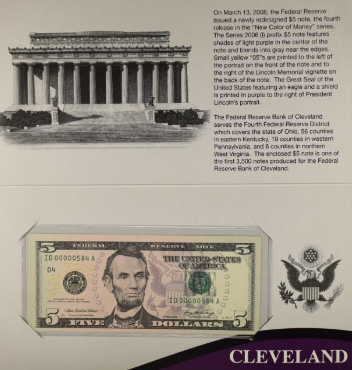 On March 13, 2008, the Federal Reserve
issued a newly redesigned $5 note, the fourth
release in the "New Color of Money" series.
The Series 2006 (I) prefix $5 note features
shades of light purple in the center of the
note and blends into gray near the edges.
Small yellow "05"s are printed to the left of
the portrait on the front of the note and to
the right of the Lincoln Memorial vignette on
the back of the note. The Great Seal of the
United States featuring an eagle and a shield
is printed in purple to the right of President
Lincoln's portrait.
The Federal Reserve Bank of Cleveland
serves the Fourth Federal Reserve District
which covers the state of Ohio, 56 counties
in eastern Kentucky, 19 counties in western
Pennsylvania, and 6 counties in northern
West Virginia. The enclosed $5 note is one of
the first 3,500 notes produced for the Federal
Reserve Bank of Cleveland.
5 FEDERAL RESERVE NOTE 5
ID 00000584 A
THE UNITED STATES
OF AMERICA
D4
ID 00000584 A
5 FIVE DOLLARS 5
CLEVELAND